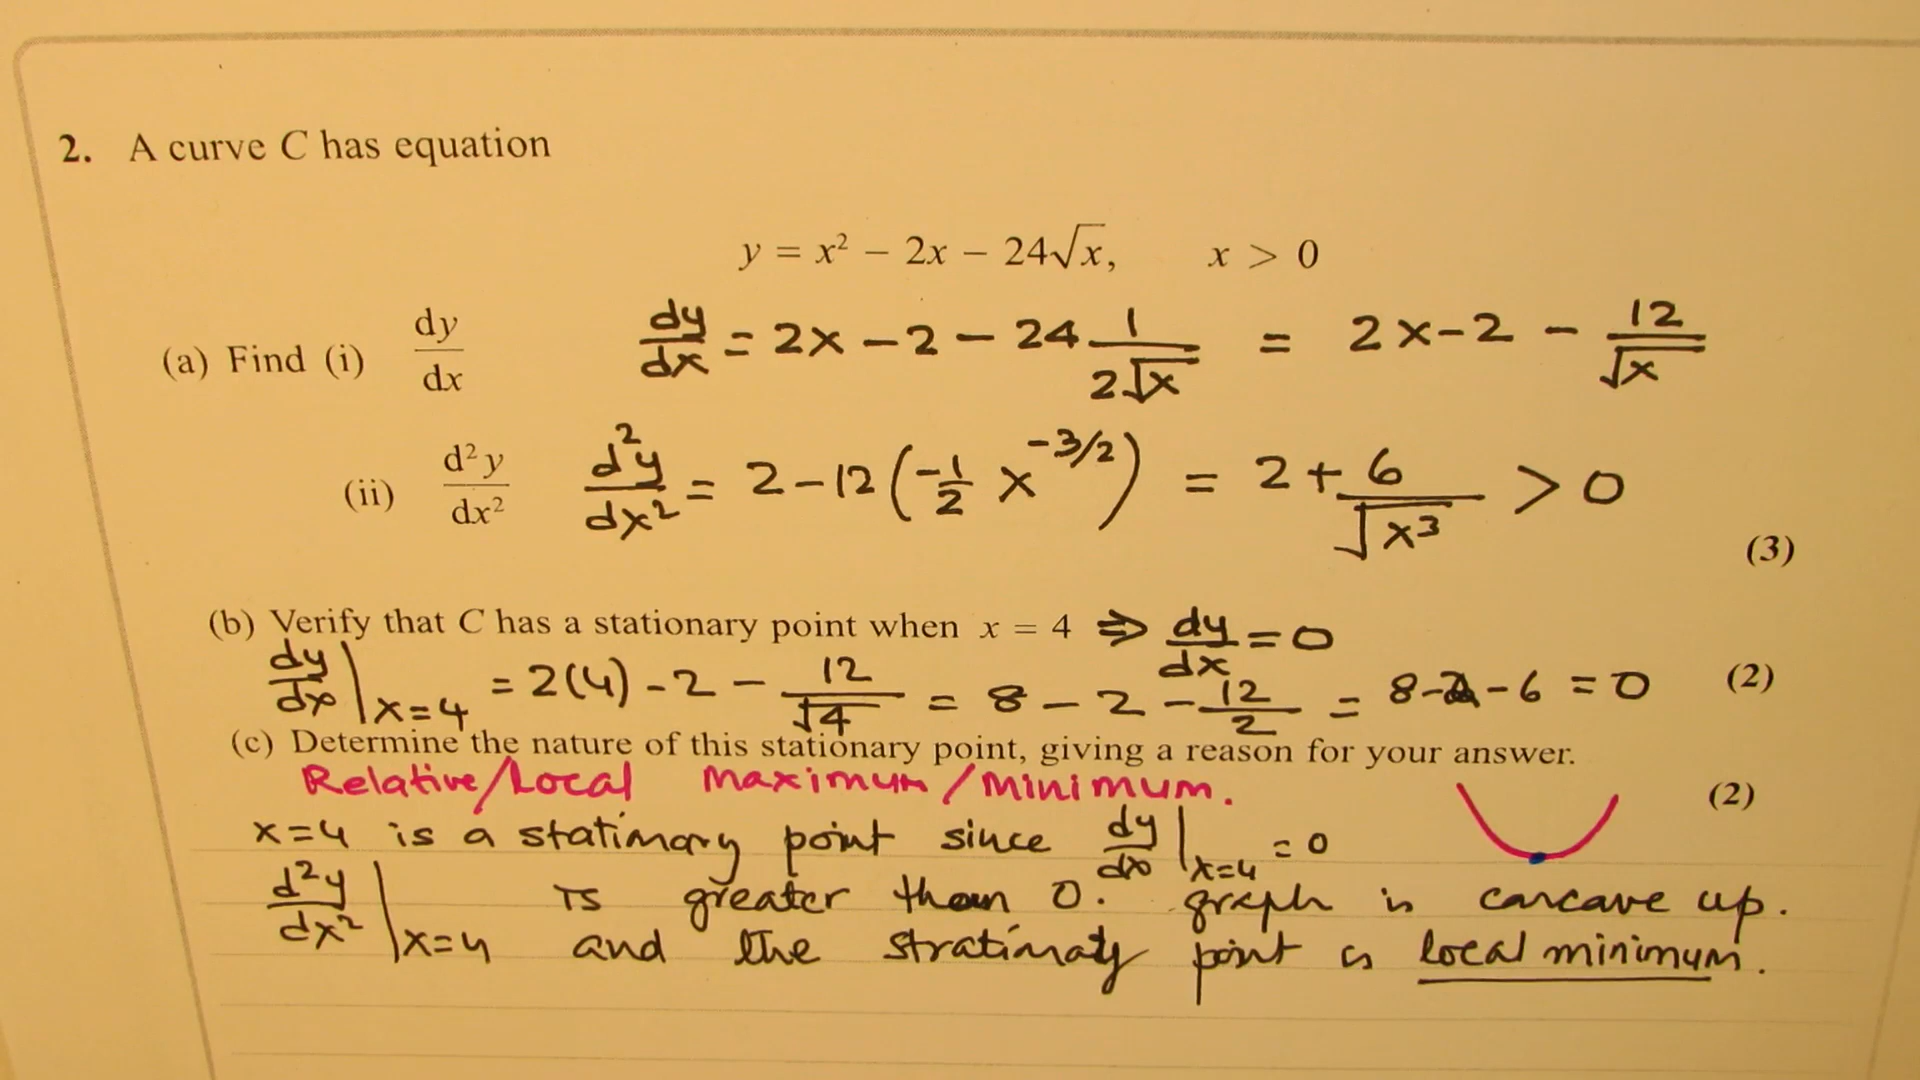 2. A curve C has equation
y = x² − 2x − 24√x, x > 0
(a) Find (i) dy/dx dy/dx = 2x − 2 − 24 1/(2√x) = 2x − 2 − 12/√x
(ii) d²y/dx² d²y/dx² = 2 − 12(−1/2 x^(−3/2)) = 2 + 6/√x³ > 0
(3)
(b) Verify that C has a stationary point when x = 4 ⇒ dy/dx = 0
dy/dx |x=4 = 2(4) − 2 − 12/√4 = 8 − 2 − 12/2 = 8 − 2 − 6 = 0 (2)
(c) Determine the nature of this stationary point, giving a reason for your answer.
Relative/Local Maximum/Minimum.
(2)
x=4 is a stationary point since dy/dx |x=4 = 0
d²y/dx² |x=4 is greater than 0. graph is concave up.
and the strationaty point is local minimum.